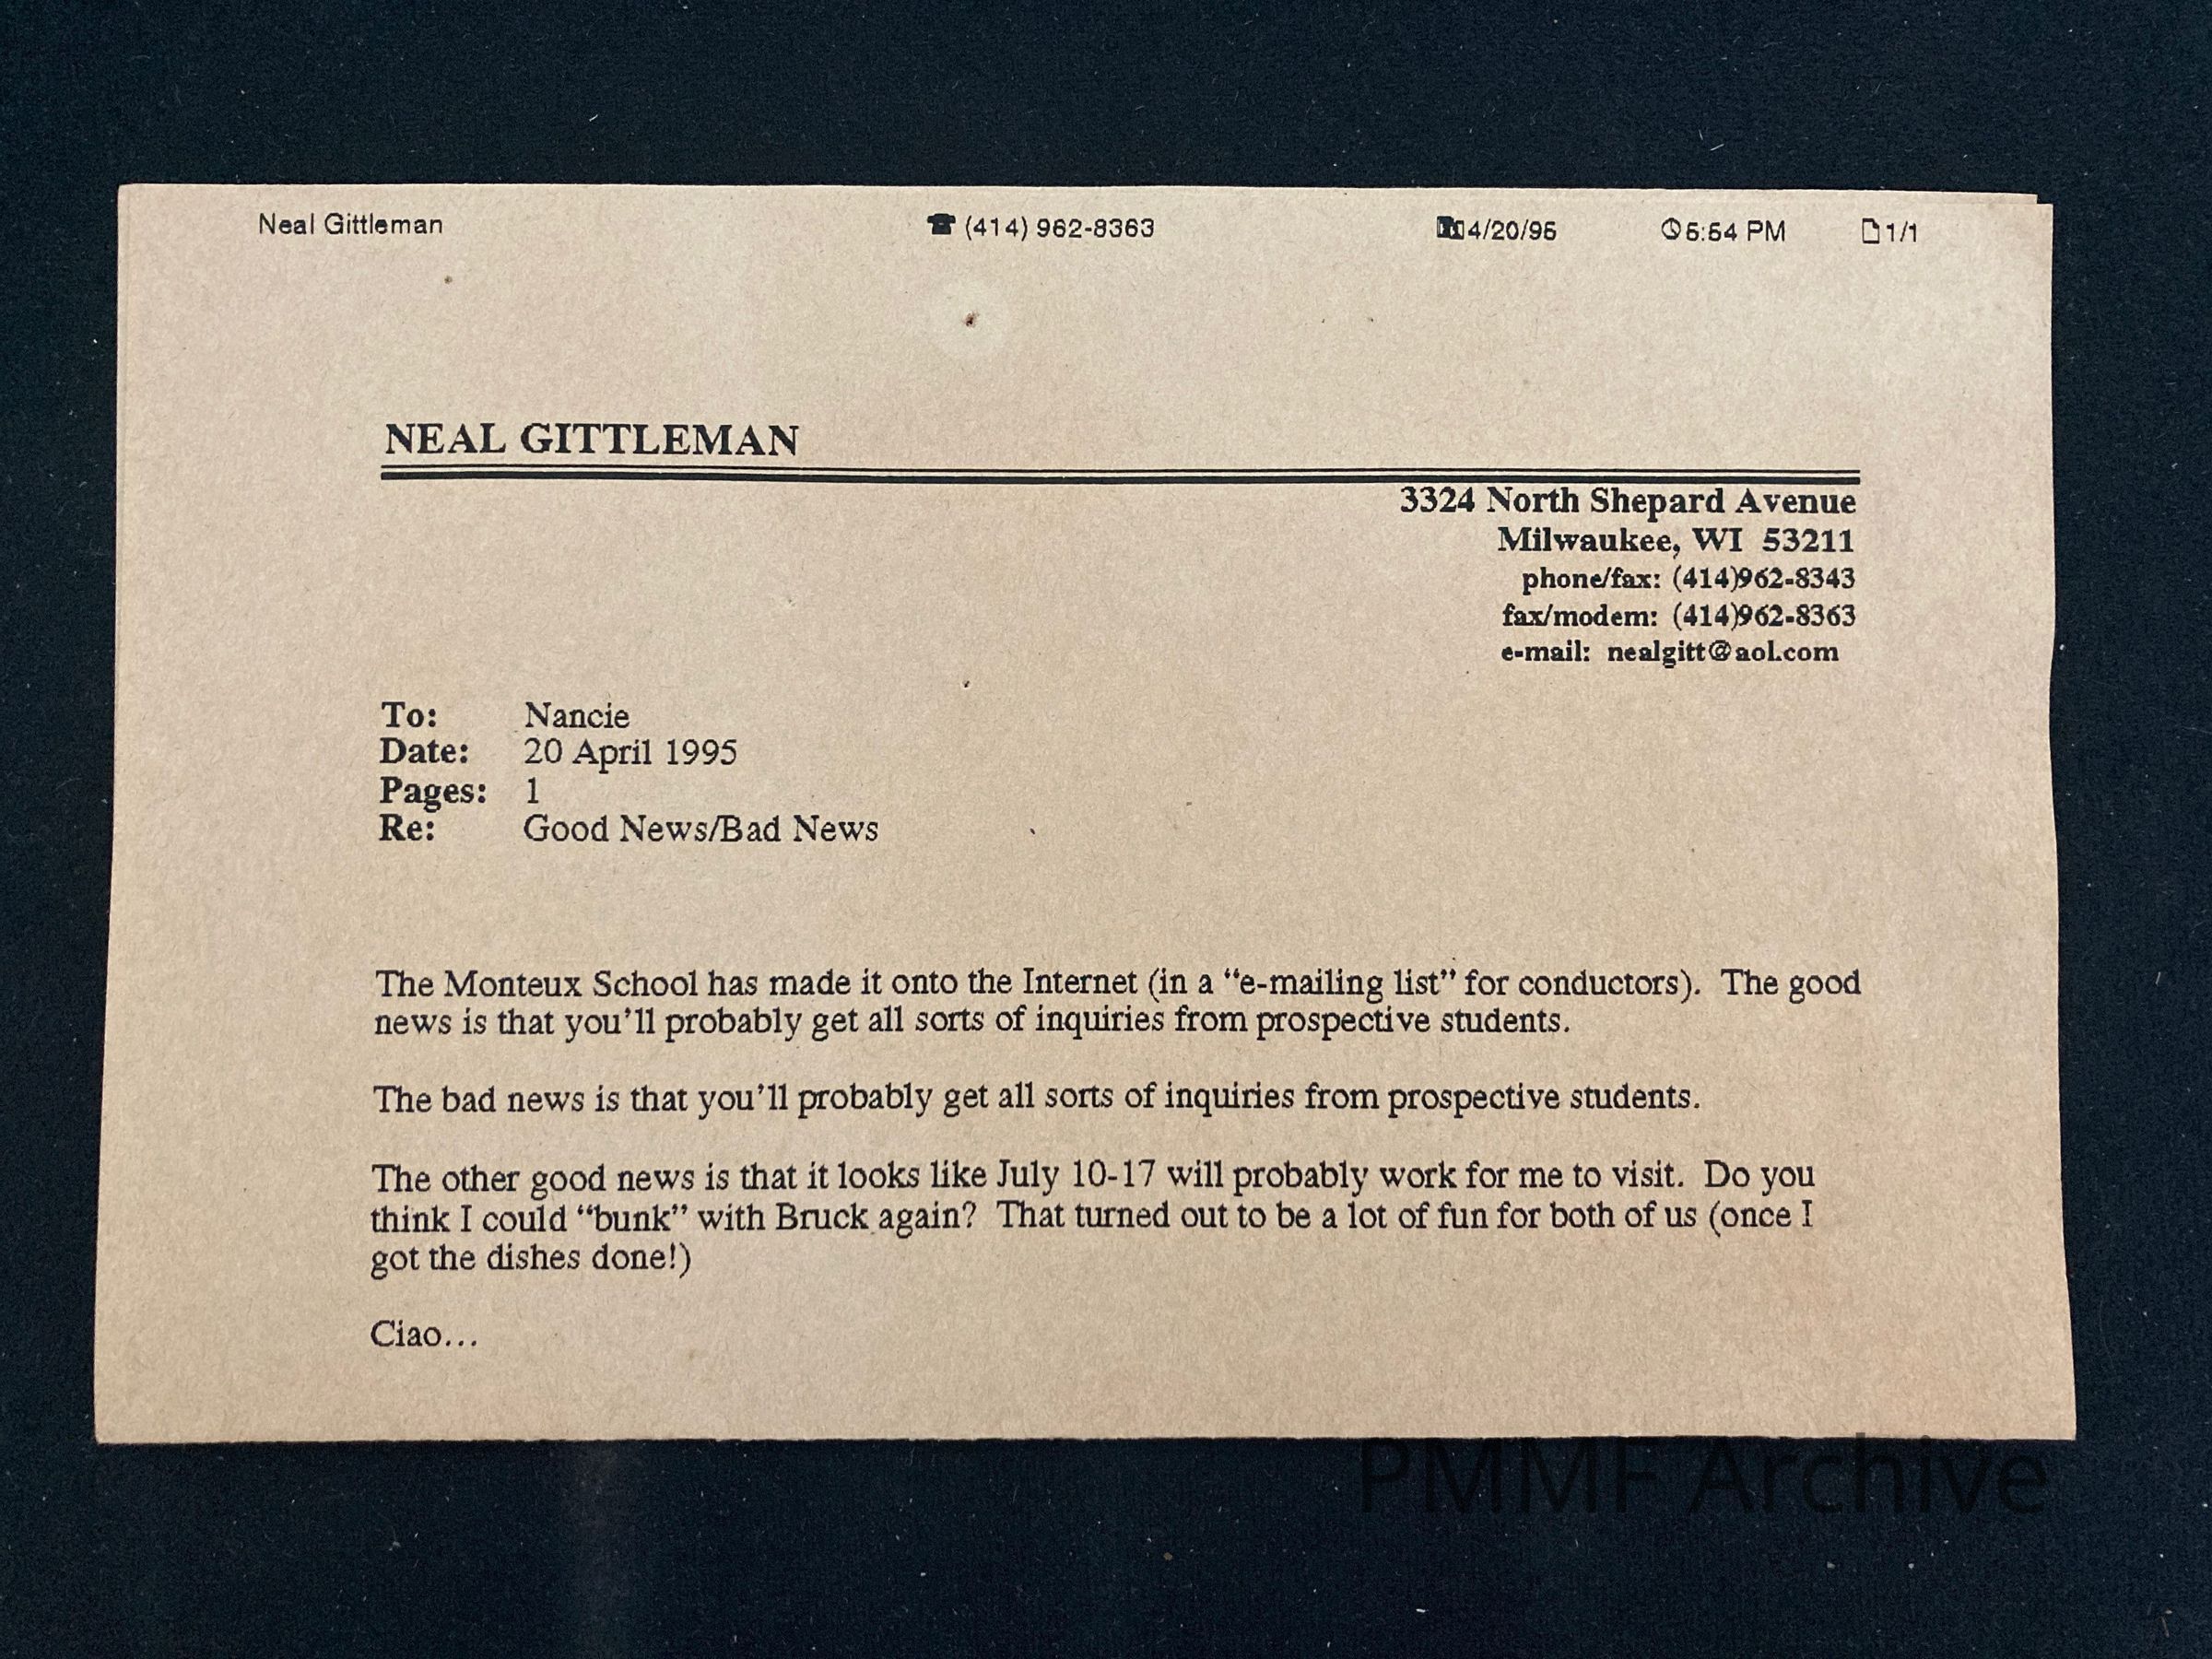 Neal Gittleman (414) 962-8363 4/20/95 5:54 PM 1/1
NEAL GITTLEMAN
3324 North Shepard Avenue
Milwaukee, WI 53211
phone/fax: (414)962-8343
fax/modem: (414)962-8363
e-mail: nealgitt@aol.com
To: Nancie
Date: 20 April 1995
Pages: 1
Re: Good News/Bad News
The Monteux School has made it onto the Internet (in a “e-mailing list” for conductors). The good
news is that you’ll probably get all sorts of inquiries from prospective students.
The bad news is that you’ll probably get all sorts of inquiries from prospective students.
The other good news is that it looks like July 10-17 will probably work for me to visit. Do you
think I could “bunk” with Bruck again? That turned out to be a lot of fun for both of us (once I
got the dishes done!)
Ciao…
PMMF Archive